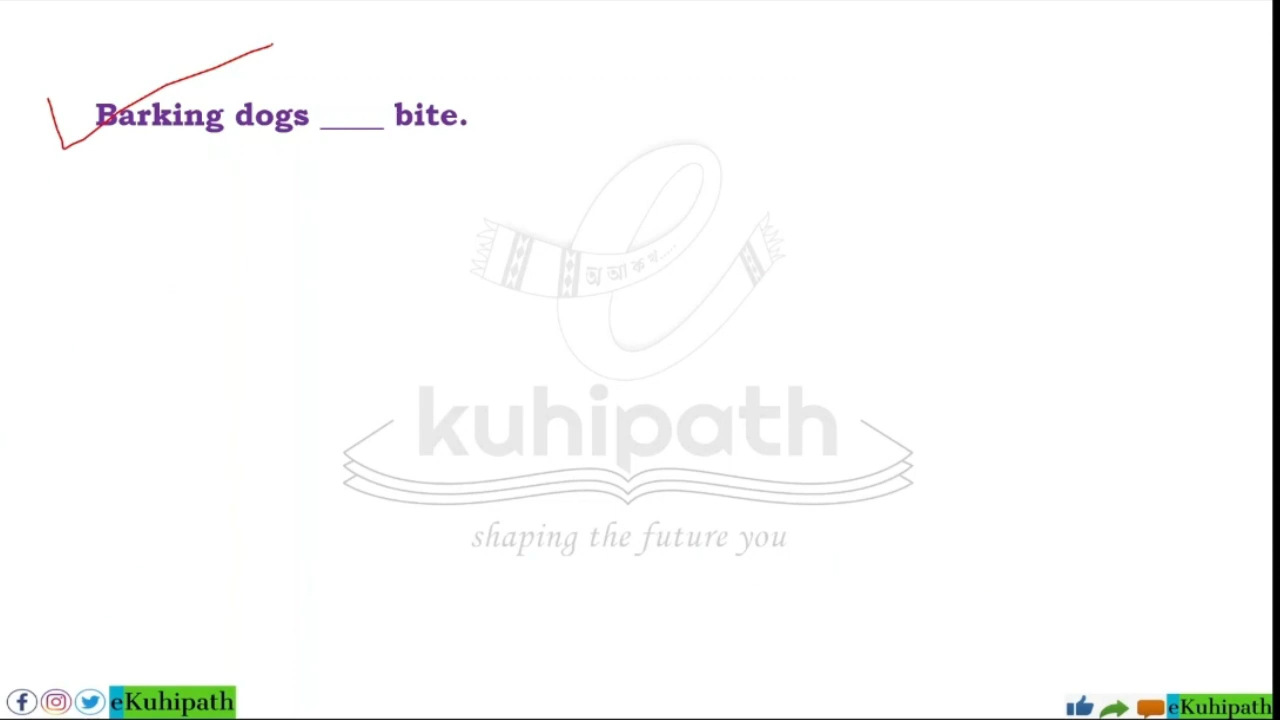 Barking dogs ____ bite.
অ আ ক খ.....
kuhipath
shaping the future you
eKuhipath
eKuhipath